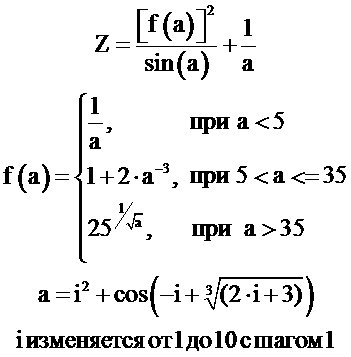 Z = [f(a)]² / sin(a) + 1/a
f(a) = { 1/a, при a < 5
1 + 2·a⁻³, при 5 < a <= 35
25^(1/√a), при a > 35
a = i² + cos(−i + ∛(2·i + 3))
i изменяется от 1 до 10 с шагом 1